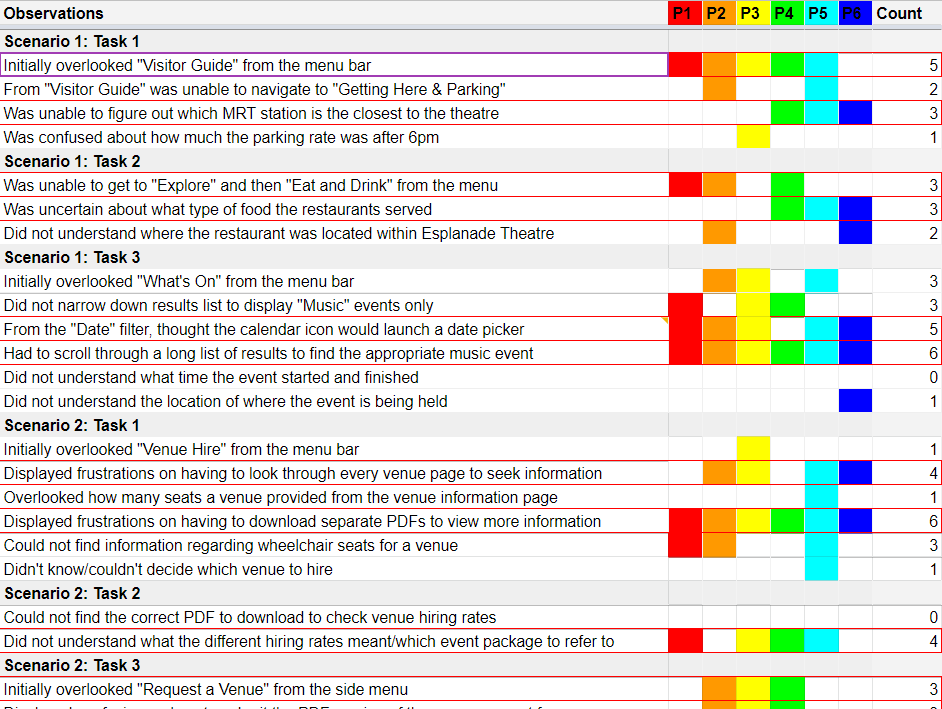 Observations P1 P2 P3 P4 P5 P6 Count
Scenario 1: Task 1
Initially overlooked "Visitor Guide" from the menu bar 5
From "Visitor Guide" was unable to navigate to "Getting Here & Parking" 2
Was unable to figure out which MRT station is the closest to the theatre 3
Was confused about how much the parking rate was after 6pm 1
Scenario 1: Task 2
Was unable to get to "Explore" and then "Eat and Drink" from the menu 3
Was uncertain about what type of food the restaurants served 3
Did not understand where the restaurant was located within Esplanade Theatre 2
Scenario 1: Task 3
Initially overlooked "What's On" from the menu bar 3
Did not narrow down results list to display "Music" events only 3
From the "Date" filter, thought the calendar icon would launch a date picker 5
Had to scroll through a long list of results to find the appropriate music event 6
Did not understand what time the event started and finished 0
Did not understand the location of where the event is being held 1
Scenario 2: Task 1
Initially overlooked "Venue Hire" from the menu bar 1
Displayed frustrations on having to look through every venue page to seek information 4
Overlooked how many seats a venue provided from the venue information page 1
Displayed frustrations on having to download separate PDFs to view more information 6
Could not find information regarding wheelchair seats for a venue 3
Didn't know/couldn't decide which venue to hire 1
Scenario 2: Task 2
Could not find the correct PDF to download to check venue hiring rates 0
Did not understand what the different hiring rates meant/which event package to refer to 4
Scenario 2: Task 3
Initially overlooked "Request a Venue" from the side menu 3